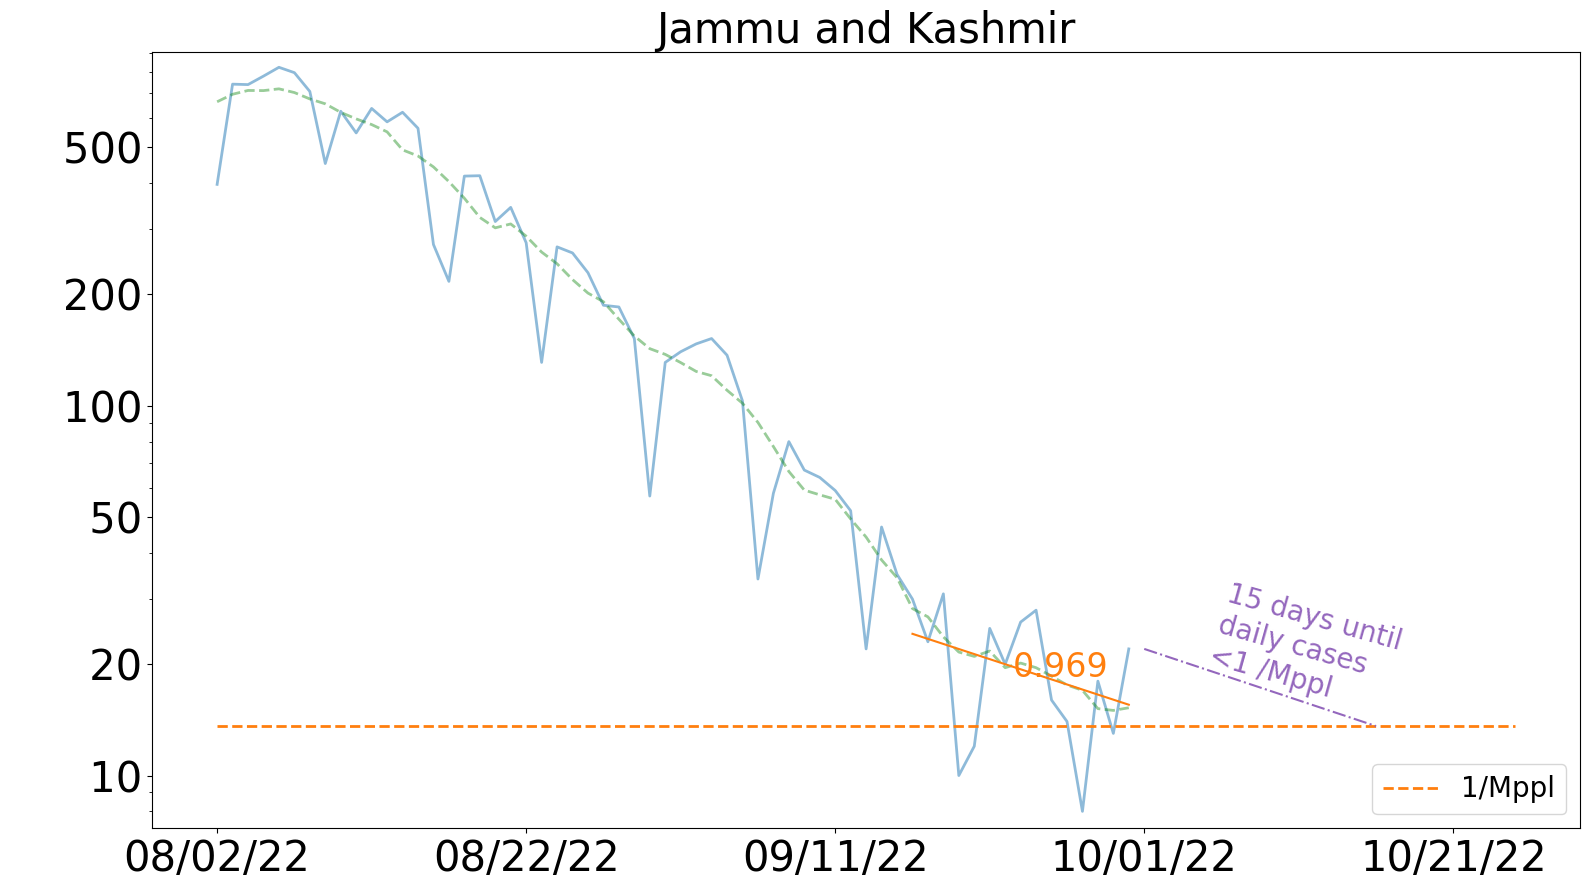 Jammu and Kashmir
500
200
100
50
20
10
0.969
15 days until
daily cases
<1 /Mppl
1/Mppl
08/02/22
08/22/22
09/11/22
10/01/22
10/21/22